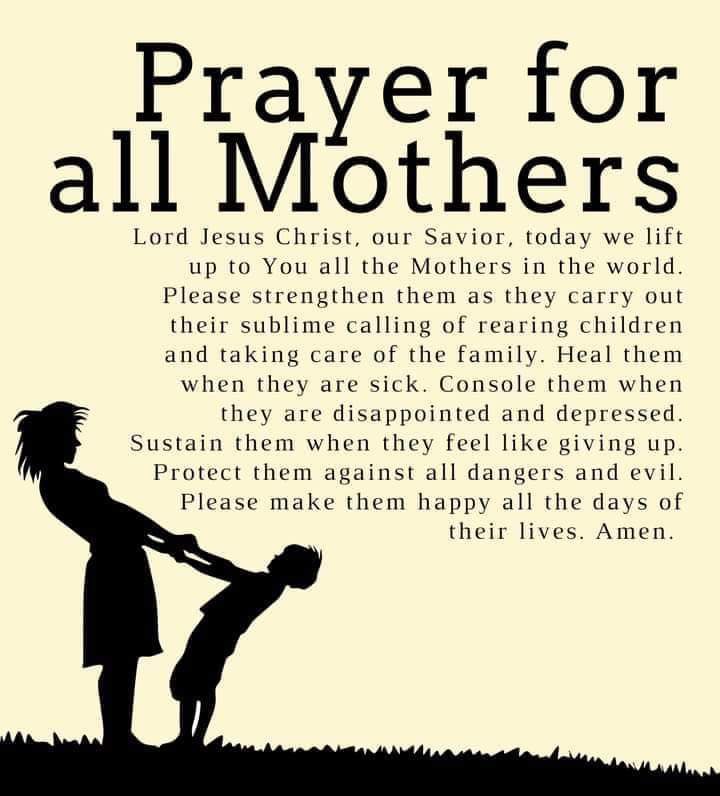 Prayer for
all Mothers
Lord Jesus Christ, our Savior, today we lift
up to You all the Mothers in the world.
Please strengthen them as they carry out
their sublime calling of rearing children
and taking care of the family. Heal them
when they are sick. Console them when
they are disappointed and depressed.
Sustain them when they feel like giving up.
Protect them against all dangers and evil.
Please make them happy all the days of
their lives. Amen.